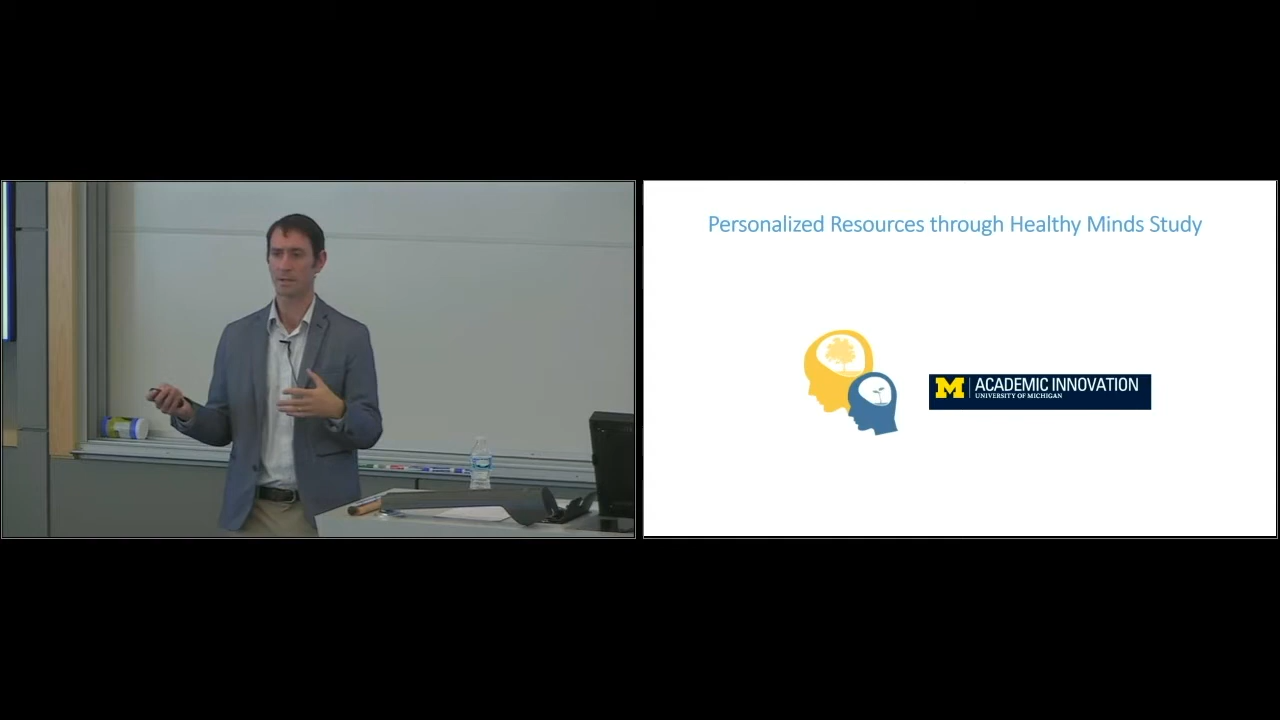 Personalized Resources through Healthy Minds Study
M
ACADEMIC INNOVATION
UNIVERSITY OF MICHIGAN